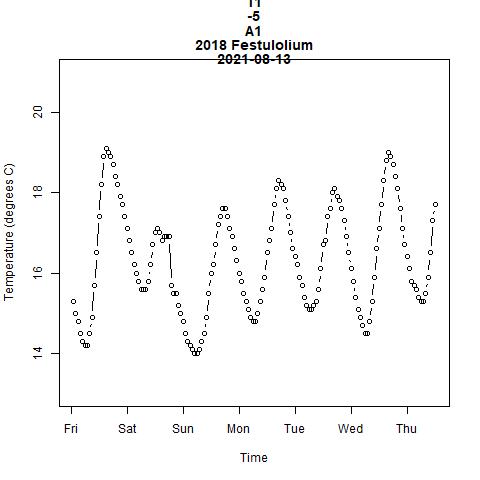 -5
A1
2018 Festulolium
2021-08-13
Temperature (degrees C)
20
18
16
14
Fri Sat Sun Mon Tue Wed Thu
Time